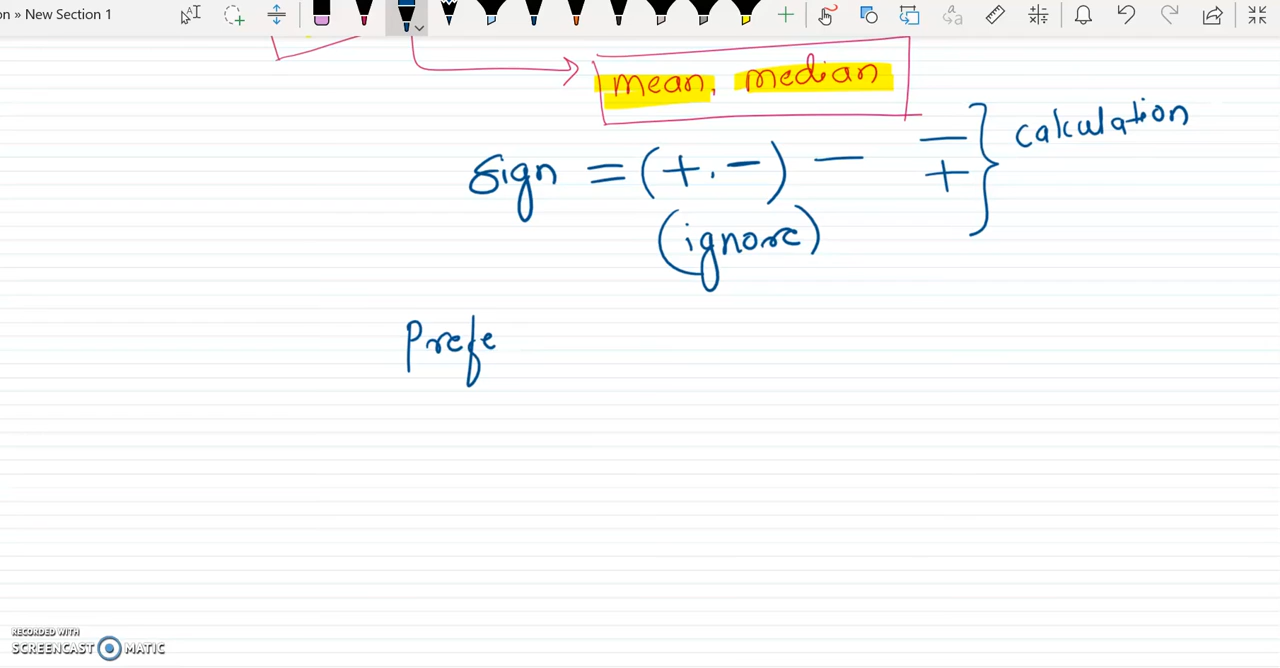 on » New Section 1
mean, median
sign = (+, -) - - + } calculation
(ignore)
Prefe
RECORDED WITH
SCREENCAST MATIC